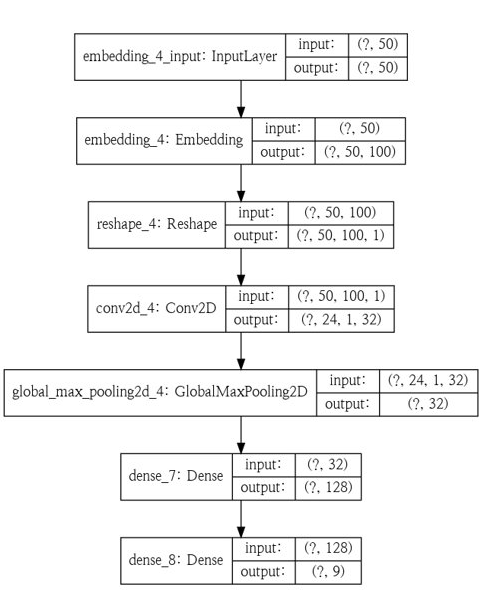 embedding_4_input: InputLayer
input: (?, 50)
output: (?, 50)
embedding_4: Embedding
input: (?, 50)
output: (?, 50, 100)
reshape_4: Reshape
input: (?, 50, 100)
output: (?, 50, 100, 1)
conv2d_4: Conv2D
input: (?, 50, 100, 1)
output: (?, 24, 1, 32)
global_max_pooling2d_4: GlobalMaxPooling2D
input: (?, 24, 1, 32)
output: (?, 32)
dense_7: Dense
input: (?, 32)
output: (?, 128)
dense_8: Dense
input: (?, 128)
output: (?, 9)